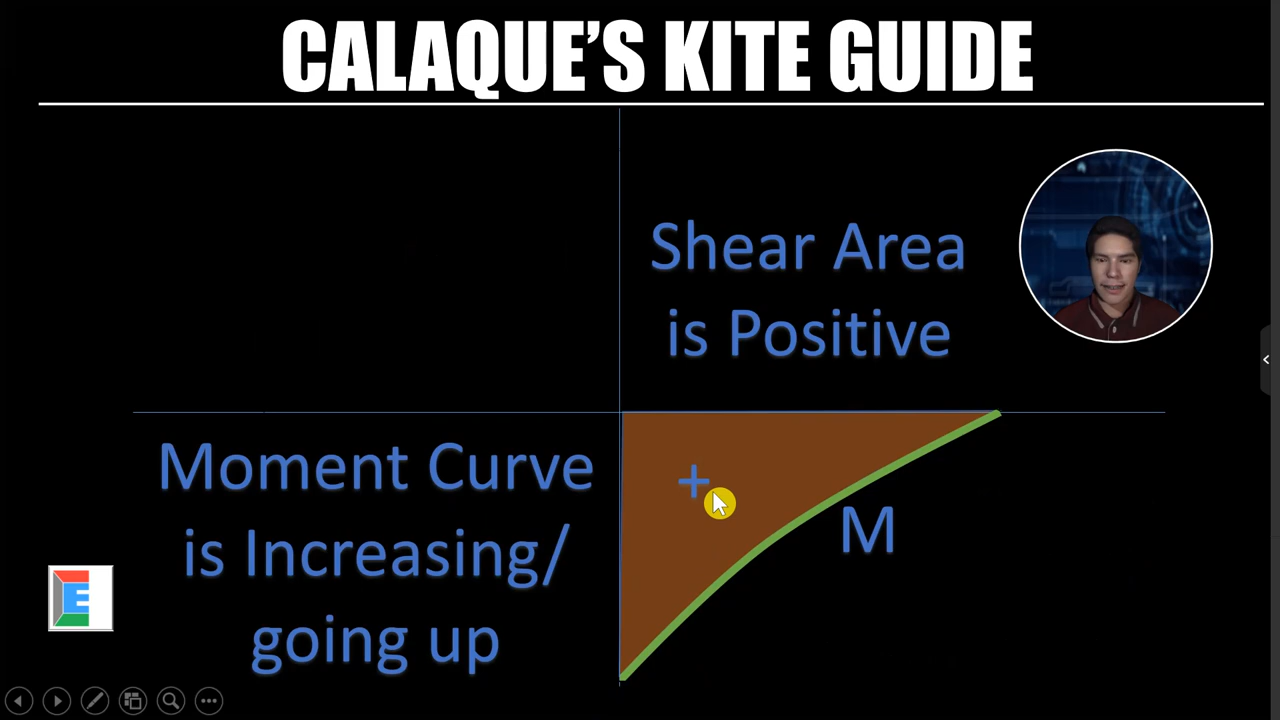 CALAQUE’S KITE GUIDE
Shear Area
is Positive
Moment Curve
is Increasing/
going up
+
M
E